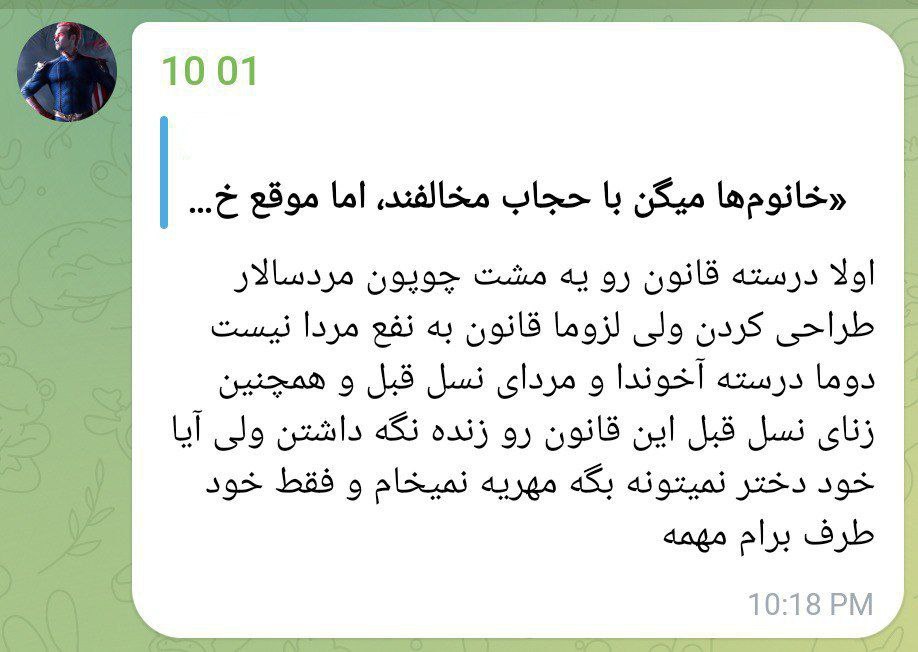 10 01
«خانوم‌ها میگن با حجاب مخالفند، اما موقع خ...
اولا درسته قانون رو یه مشت چوپون مردسالار
طراحی کردن ولی لزوما قانون به نفع مردا نیست
دوما درسته آخوندا و مردای نسل قبل و همچنین
زنای نسل قبل این قانون رو زنده نگه داشتن ولی آیا
خود دختر نمیتونه بگه مهریه نمیخام و فقط خود
طرف برام مهمه
10:18 PM